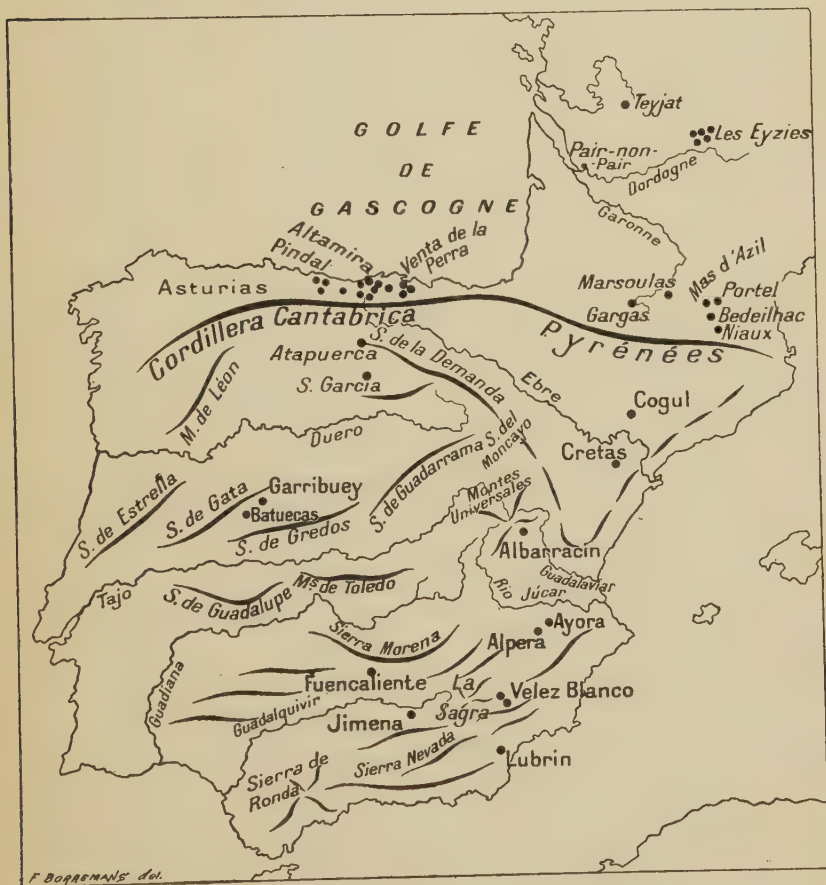 GOLFE
DE
GASCOGNE
Teyjat
Les Eyzies
Pair-non-
Pair
Dordogne
Garonne
Altamira
Pindal
Venta de la
Perra
Asturias
Marsoulas
Gargas
Mas d'Azil
Portel
Bedeilhac
Niaux
Cordillera Cantabrica
Pyrénées
Atapuerca
S. de la Demanda
S. García
M. de Léon
Ebre
Cogul
Duero
Cretas
S. de Guadarrama
S. del
Moncayo
S. de Estrella
S. de Gata
Garribuey
Batuecas
S. de Gredos
Montes
Universales
Albarracin
Guadalaviar
Rio Júcar
Tajo
S. de Guadalupe
Ms. de Toledo
Sierra Morena
Ayora
Alpera
Guadiana
Fuencaliente
La
Sagra
Velez Blanco
Guadalquivir
Jimena
Sierra Nevada
Lubrin
Sierra de
Ronda
F BORREMANS del.